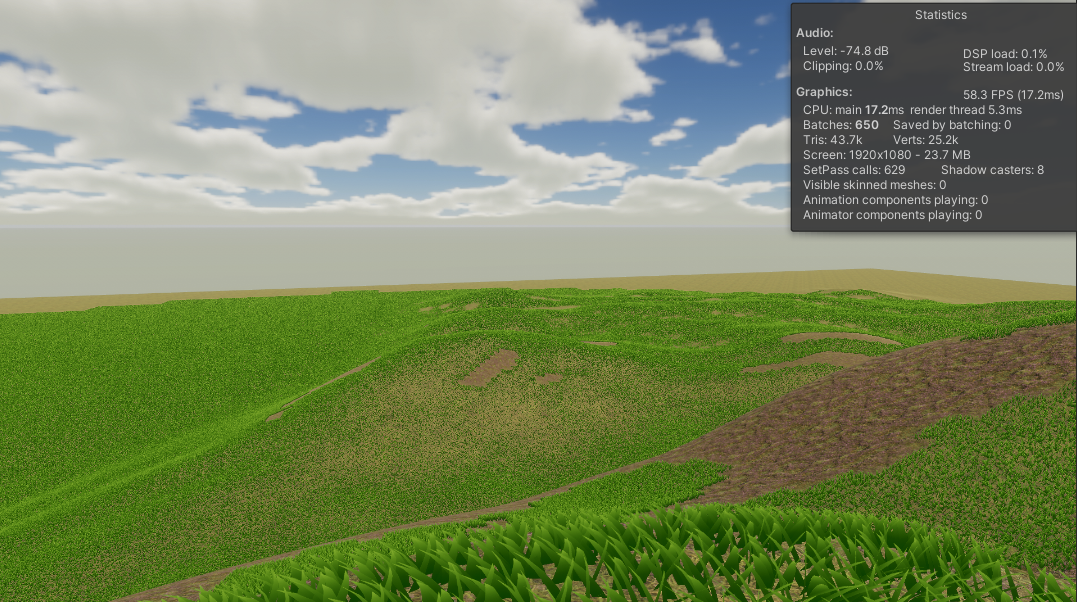 Statistics
Audio:
Level: -74.8 dB DSP load: 0.1%
Clipping: 0.0% Stream load: 0.0%
Graphics: 58.3 FPS (17.2ms)
CPU: main 17.2ms render thread 5.3ms
Batches: 650 Saved by batching: 0
Tris: 43.7k Verts: 25.2k
Screen: 1920x1080 - 23.7 MB
SetPass calls: 629 Shadow casters: 8
Visible skinned meshes: 0
Animation components playing: 0
Animator components playing: 0